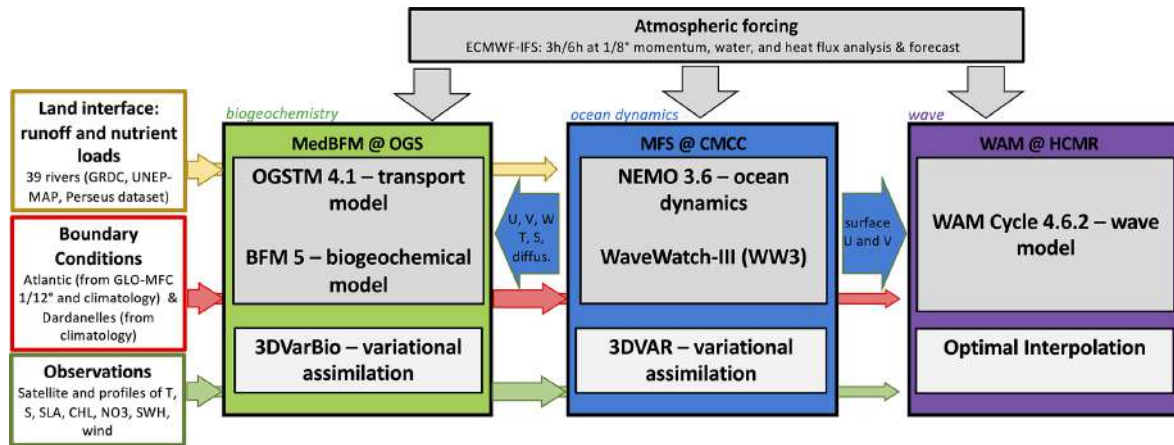 Atmospheric forcing
ECMWF-IFS: 3h/6h at 1/8° momentum, water, and heat flux analysis & forecast
Land interface:
runoff and nutrient
loads
39 rivers (GRDC, UNEP-
MAP, Perseus dataset)
Boundary
Conditions
Atlantic (from GLO-MFC
1/12° and climatology) &
Dardanelles (from
climatology)
Observations
Satellite and profiles of T,
S, SLA, CHL, NO3, SWH,
wind
biogeochemistry
MedBFM @ OGS
OGSTM 4.1 – transport
model
BFM 5 – biogeochemical
model
3DVarBio – variational
assimilation
U, V, W
T, S,
diffus.
ocean dynamics
MFS @ CMCC
NEMO 3.6 – ocean
dynamics
WaveWatch-III (WW3)
3DVAR – variational
assimilation
surface
U and V
wave
WAM @ HCMR
WAM Cycle 4.6.2 – wave
model
Optimal Interpolation